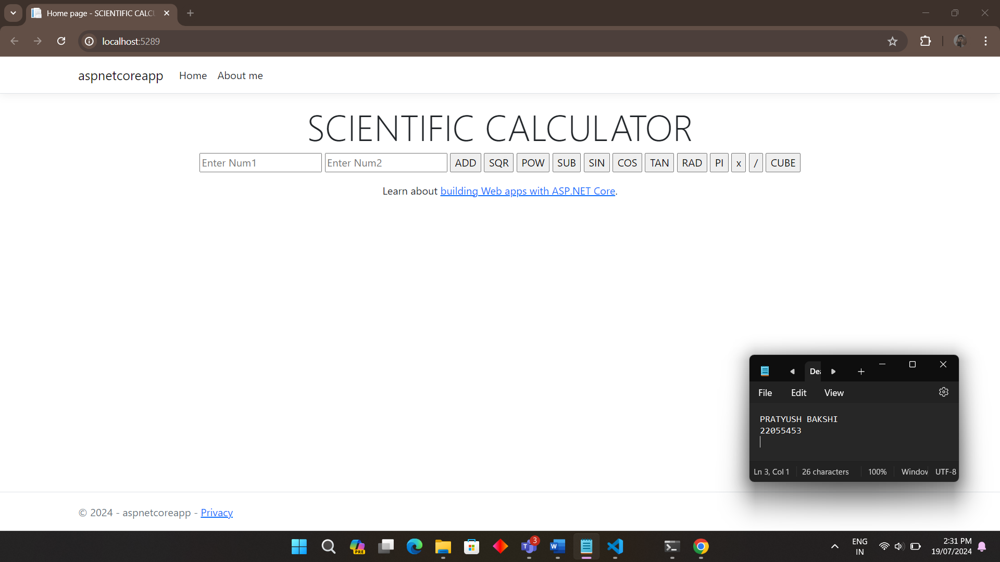 Home page - SCIENTIFIC CALCU
localhost:5289
aspnetcoreapp Home About me
SCIENTIFIC CALCULATOR
Enter Num1 Enter Num2 ADD SQR POW SUB SIN COS TAN RAD PI x / CUBE
Learn about building Web apps with ASP.NET Core.
Dea
File Edit View
PRATYUSH BAKSHI
22055453
Ln 3, Col 1 26 characters 100% Window UTF-8
© 2024 - aspnetcoreapp - Privacy
PRE
3
T
W
ENG
IN
2:31 PM
19/07/2024